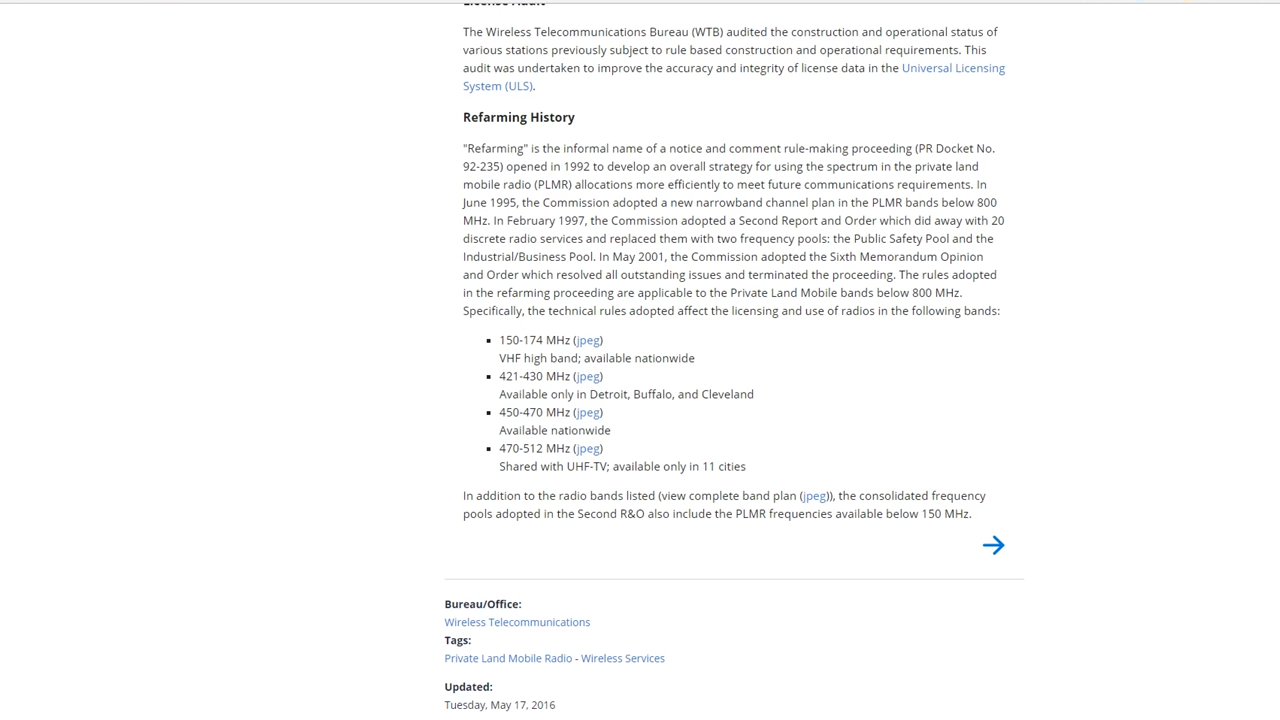 License Audit
The Wireless Telecommunications Bureau (WTB) audited the construction and operational status of
various stations previously subject to rule based construction and operational requirements. This
audit was undertaken to improve the accuracy and integrity of license data in the Universal Licensing
System (ULS).
Refarming History
"Refarming" is the informal name of a notice and comment rule-making proceeding (PR Docket No.
92-235) opened in 1992 to develop an overall strategy for using the spectrum in the private land
mobile radio (PLMR) allocations more efficiently to meet future communications requirements. In
June 1995, the Commission adopted a new narrowband channel plan in the PLMR bands below 800
MHz. In February 1997, the Commission adopted a Second Report and Order which did away with 20
discrete radio services and replaced them with two frequency pools: the Public Safety Pool and the
Industrial/Business Pool. In May 2001, the Commission adopted the Sixth Memorandum Opinion
and Order which resolved all outstanding issues and terminated the proceeding. The rules adopted
in the refarming proceeding are applicable to the Private Land Mobile bands below 800 MHz.
Specifically, the technical rules adopted affect the licensing and use of radios in the following bands:
▪ 150-174 MHz (jpeg)
VHF high band; available nationwide
▪ 421-430 MHz (jpeg)
Available only in Detroit, Buffalo, and Cleveland
▪ 450-470 MHz (jpeg)
Available nationwide
▪ 470-512 MHz (jpeg)
Shared with UHF-TV; available only in 11 cities
In addition to the radio bands listed (view complete band plan (jpeg)), the consolidated frequency
pools adopted in the Second R&O also include the PLMR frequencies available below 150 MHz.
Bureau/Office:
Wireless Telecommunications
Tags:
Private Land Mobile Radio - Wireless Services
Updated:
Tuesday, May 17, 2016